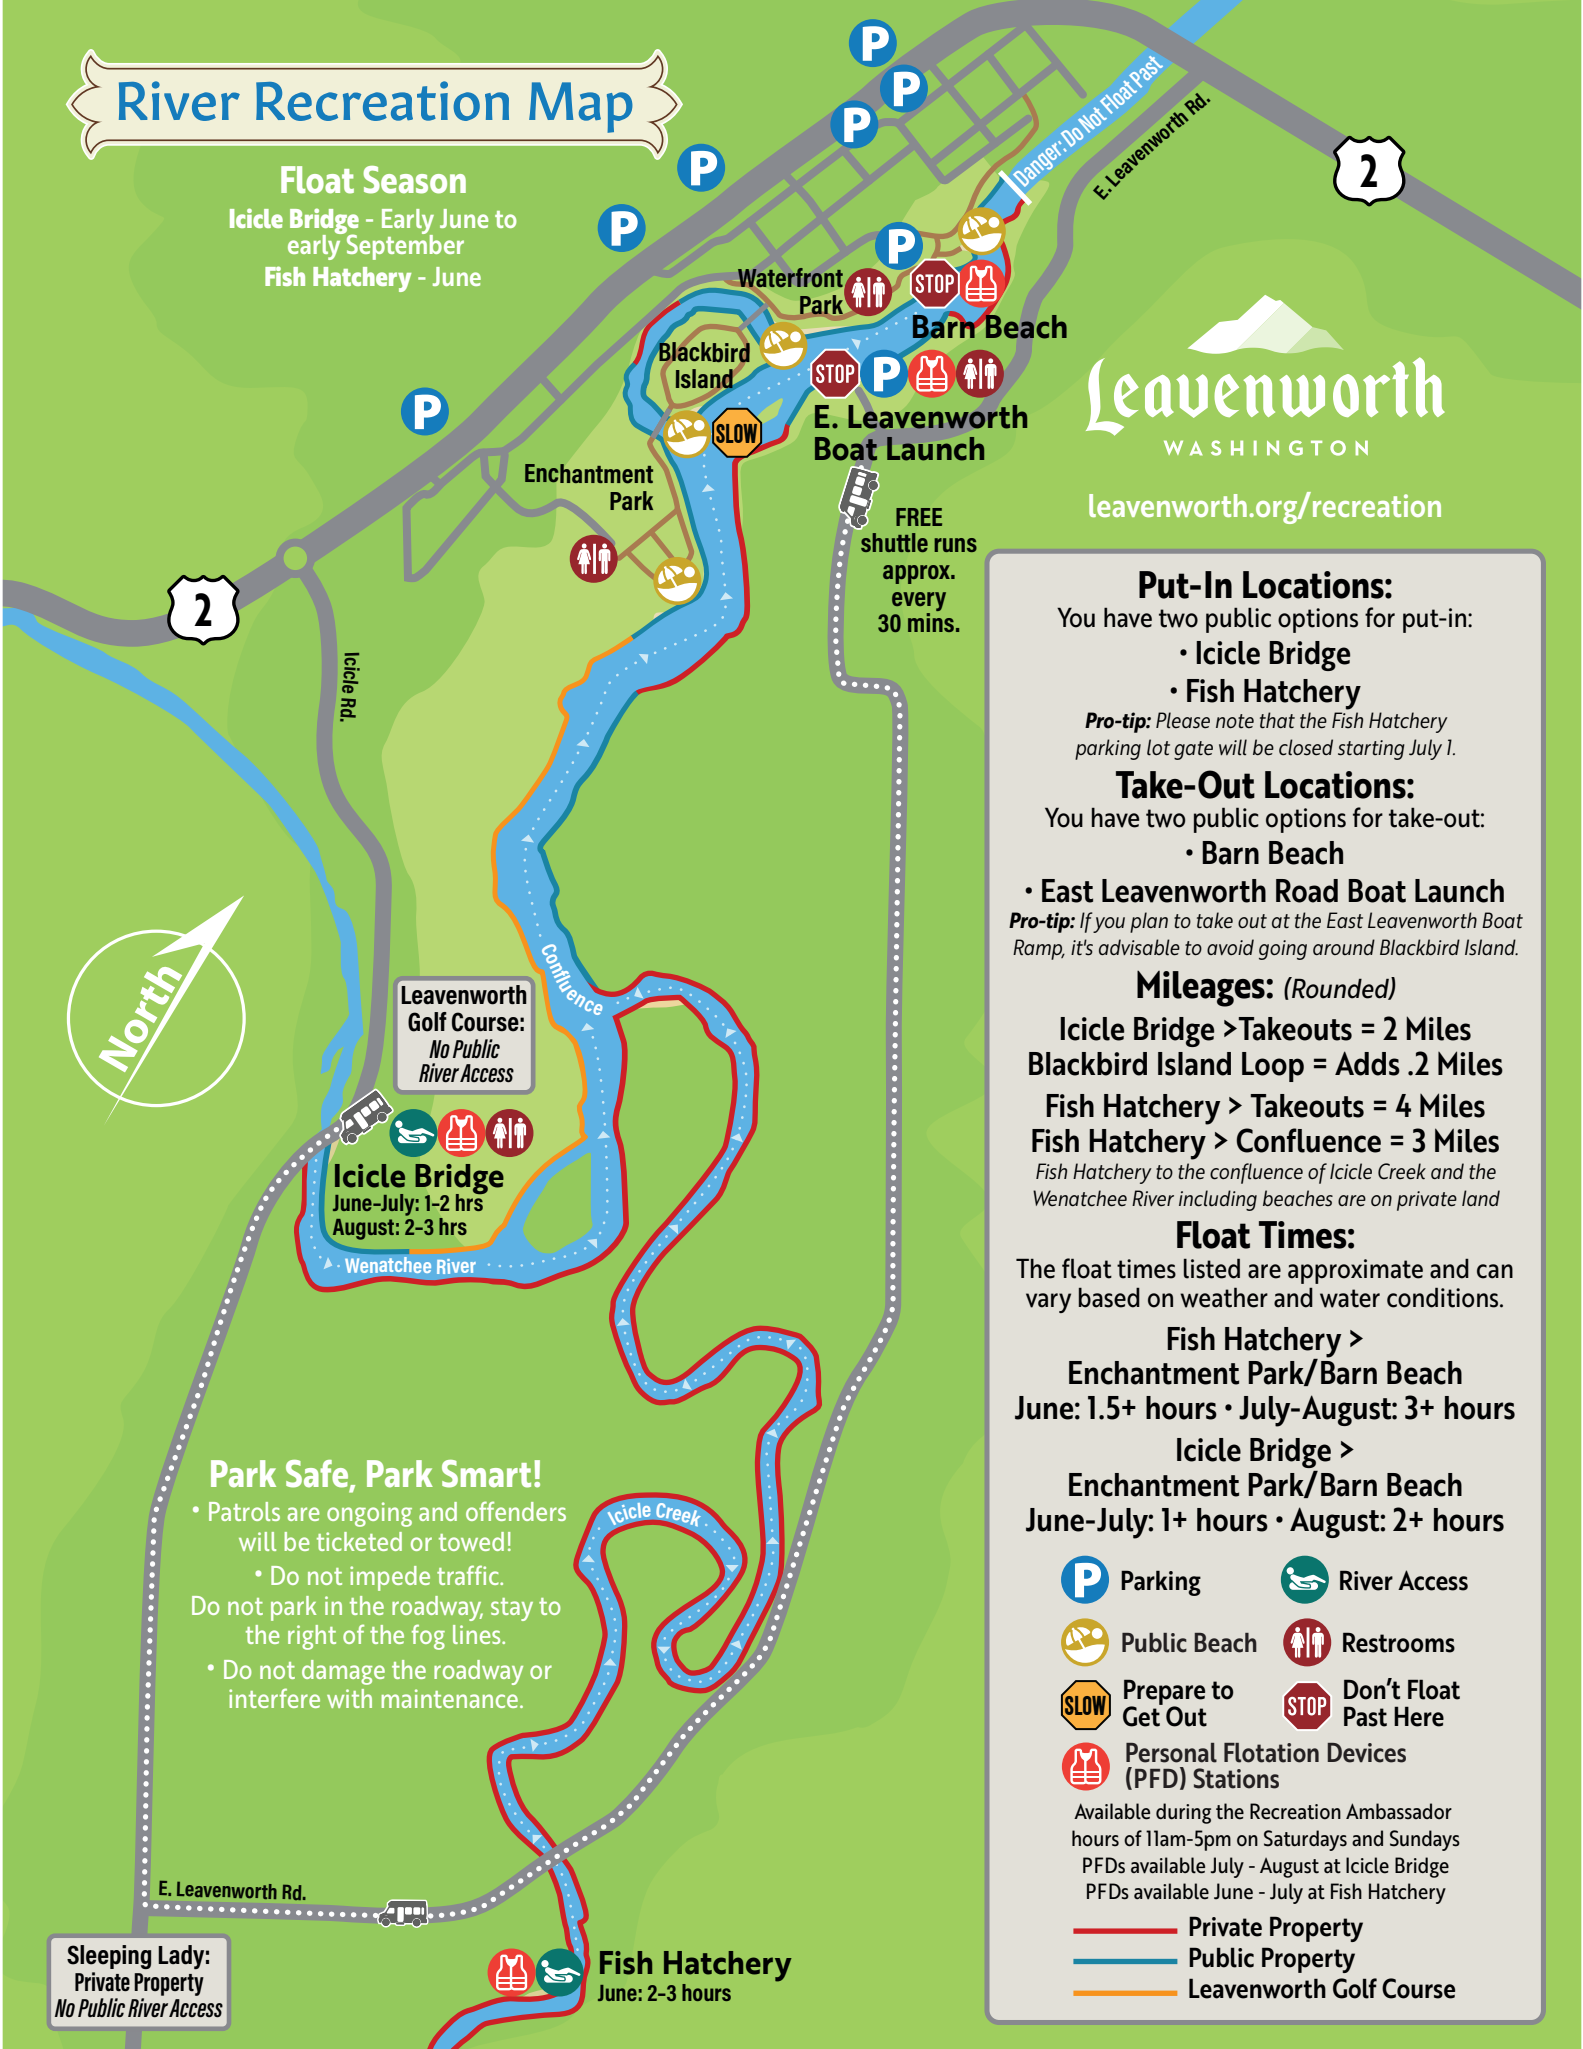 River Recreation Map
Float Season
Icicle Bridge - Early June to
early September
Fish Hatchery - June
P
P
P
P
P
P
P
Danger: Do Not Float Past
E. Leavenworth Rd.
2
Waterfront
Park
STOP
Barn Beach
Blackbird
Island
STOP
P
SLOW
E. Leavenworth
Boat Launch
Enchantment
Park
FREE
shuttle runs
approx.
every
30 mins.
2
Icicle Rd.
Leavenworth
WASHINGTON
leavenworth.org/recreation
North
Confluence
Leavenworth
Golf Course:
No Public
River Access
Icicle Bridge
June-July: 1-2 hrs
August: 2-3 hrs
Wenatchee River
Park Safe, Park Smart!
• Patrols are ongoing and offenders
will be ticketed or towed!
• Do not impede traffic.
Do not park in the roadway, stay to
the right of the fog lines.
• Do not damage the roadway or
interfere with maintenance.
Icicle Creek
E. Leavenworth Rd.
Sleeping Lady:
Private Property
No Public River Access
Fish Hatchery
June: 2-3 hours
Put-In Locations:
You have two public options for put-in:
• Icicle Bridge
• Fish Hatchery
Pro-tip: Please note that the Fish Hatchery
parking lot gate will be closed starting July 1.
Take-Out Locations:
You have two public options for take-out:
• Barn Beach
• East Leavenworth Road Boat Launch
Pro-tip: If you plan to take out at the East Leavenworth Boat
Ramp, it's advisable to avoid going around Blackbird Island.
Mileages: (Rounded)
Icicle Bridge >Takeouts = 2 Miles
Blackbird Island Loop = Adds .2 Miles
Fish Hatchery > Takeouts = 4 Miles
Fish Hatchery > Confluence = 3 Miles
Fish Hatchery to the confluence of Icicle Creek and the
Wenatchee River including beaches are on private land
Float Times:
The float times listed are approximate and can
vary based on weather and water conditions.
Fish Hatchery >
Enchantment Park/Barn Beach
June: 1.5+ hours • July-August: 3+ hours
Icicle Bridge >
Enchantment Park/Barn Beach
June-July: 1+ hours • August: 2+ hours
P Parking
River Access
Public Beach
Restrooms
SLOW Prepare to
Get Out
STOP Don't Float
Past Here
Personal Flotation Devices
(PFD) Stations
Available during the Recreation Ambassador
hours of 11am-5pm on Saturdays and Sundays
PFDs available July - August at Icicle Bridge
PFDs available June - July at Fish Hatchery
Private Property
Public Property
Leavenworth Golf Course